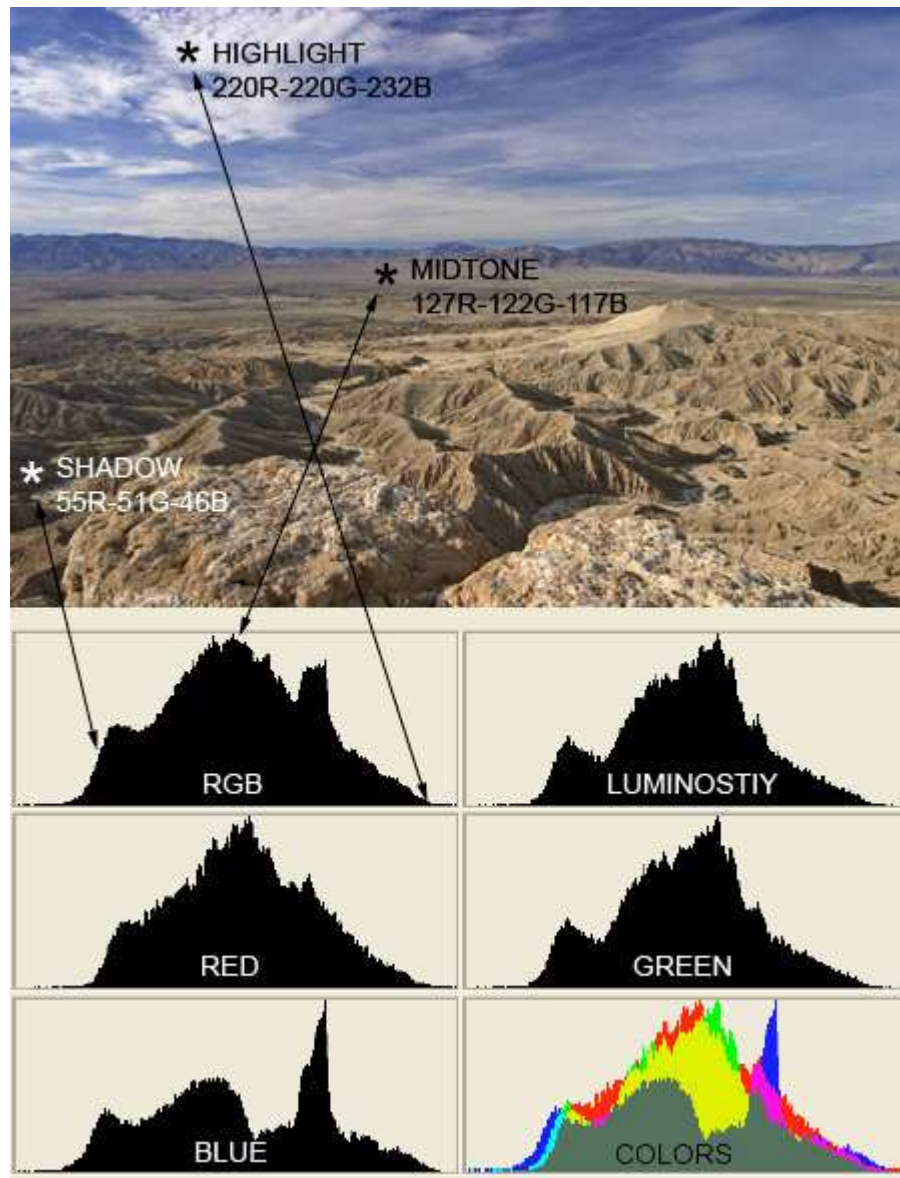 * HIGHLIGHT
220R-220G-232B
* MIDTONE
127R-122G-117B
* SHADOW
55R-51G-46B
RGB
LUMINOSTIY
RED
GREEN
BLUE
COLORS